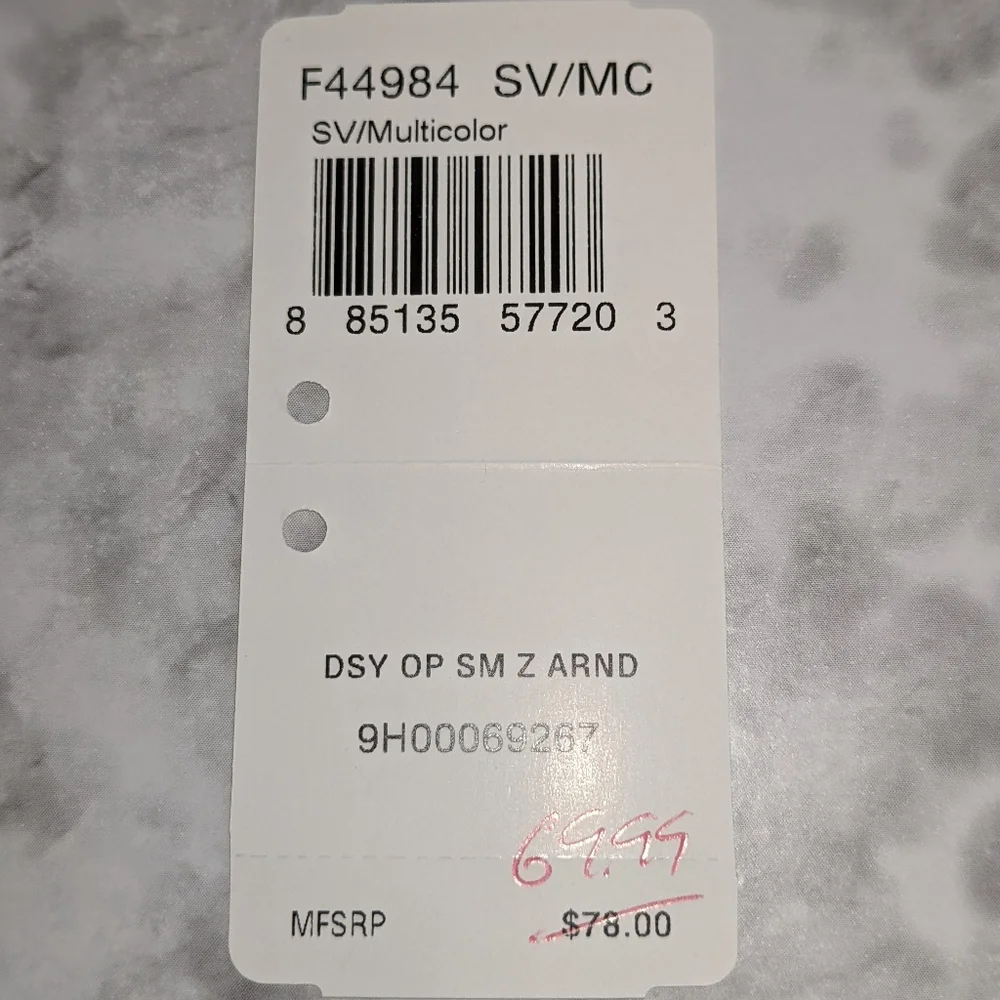 F44984 SV/MC
SV/Multicolor
8 85135 57720 3
DSY OP SM Z ARND
9H00069267
69.99
MFSRP $78.00